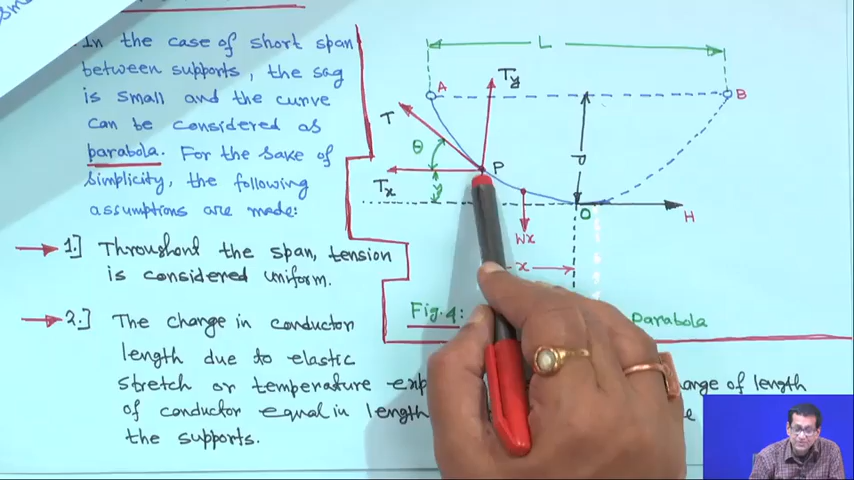 In the case of short span
between supports, the sag
is small and the curve
can be considered as
parabola. For the sake of
simplicity, the following
assumptions are made:
1.] Throughout the span, tension
is considered uniform.
2.] The change in conductor
length due to elastic
stretch or temperature exp
ange of length
of conductor equal in length
the supports.
L
A
B
Ty
T
θ
P
d
Tx
y
O
H
Wx
x
Fig.4:
Parabola